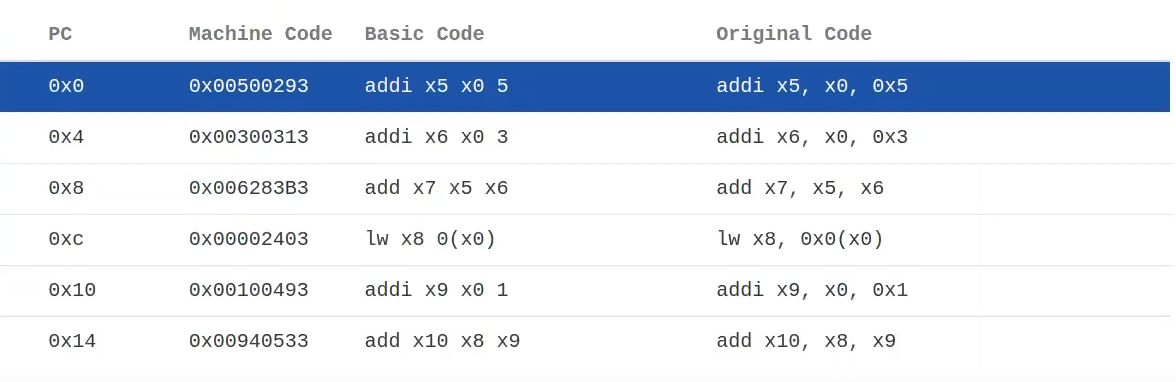 PC Machine Code Basic Code Original Code
0x0 0x00500293 addi x5 x0 5 addi x5, x0, 0x5
0x4 0x00300313 addi x6 x0 3 addi x6, x0, 0x3
0x8 0x006283B3 add x7 x5 x6 add x7, x5, x6
0xc 0x00002403 lw x8 0(x0) lw x8, 0x0(x0)
0x10 0x00100493 addi x9 x0 1 addi x9, x0, 0x1
0x14 0x00940533 add x10 x8 x9 add x10, x8, x9